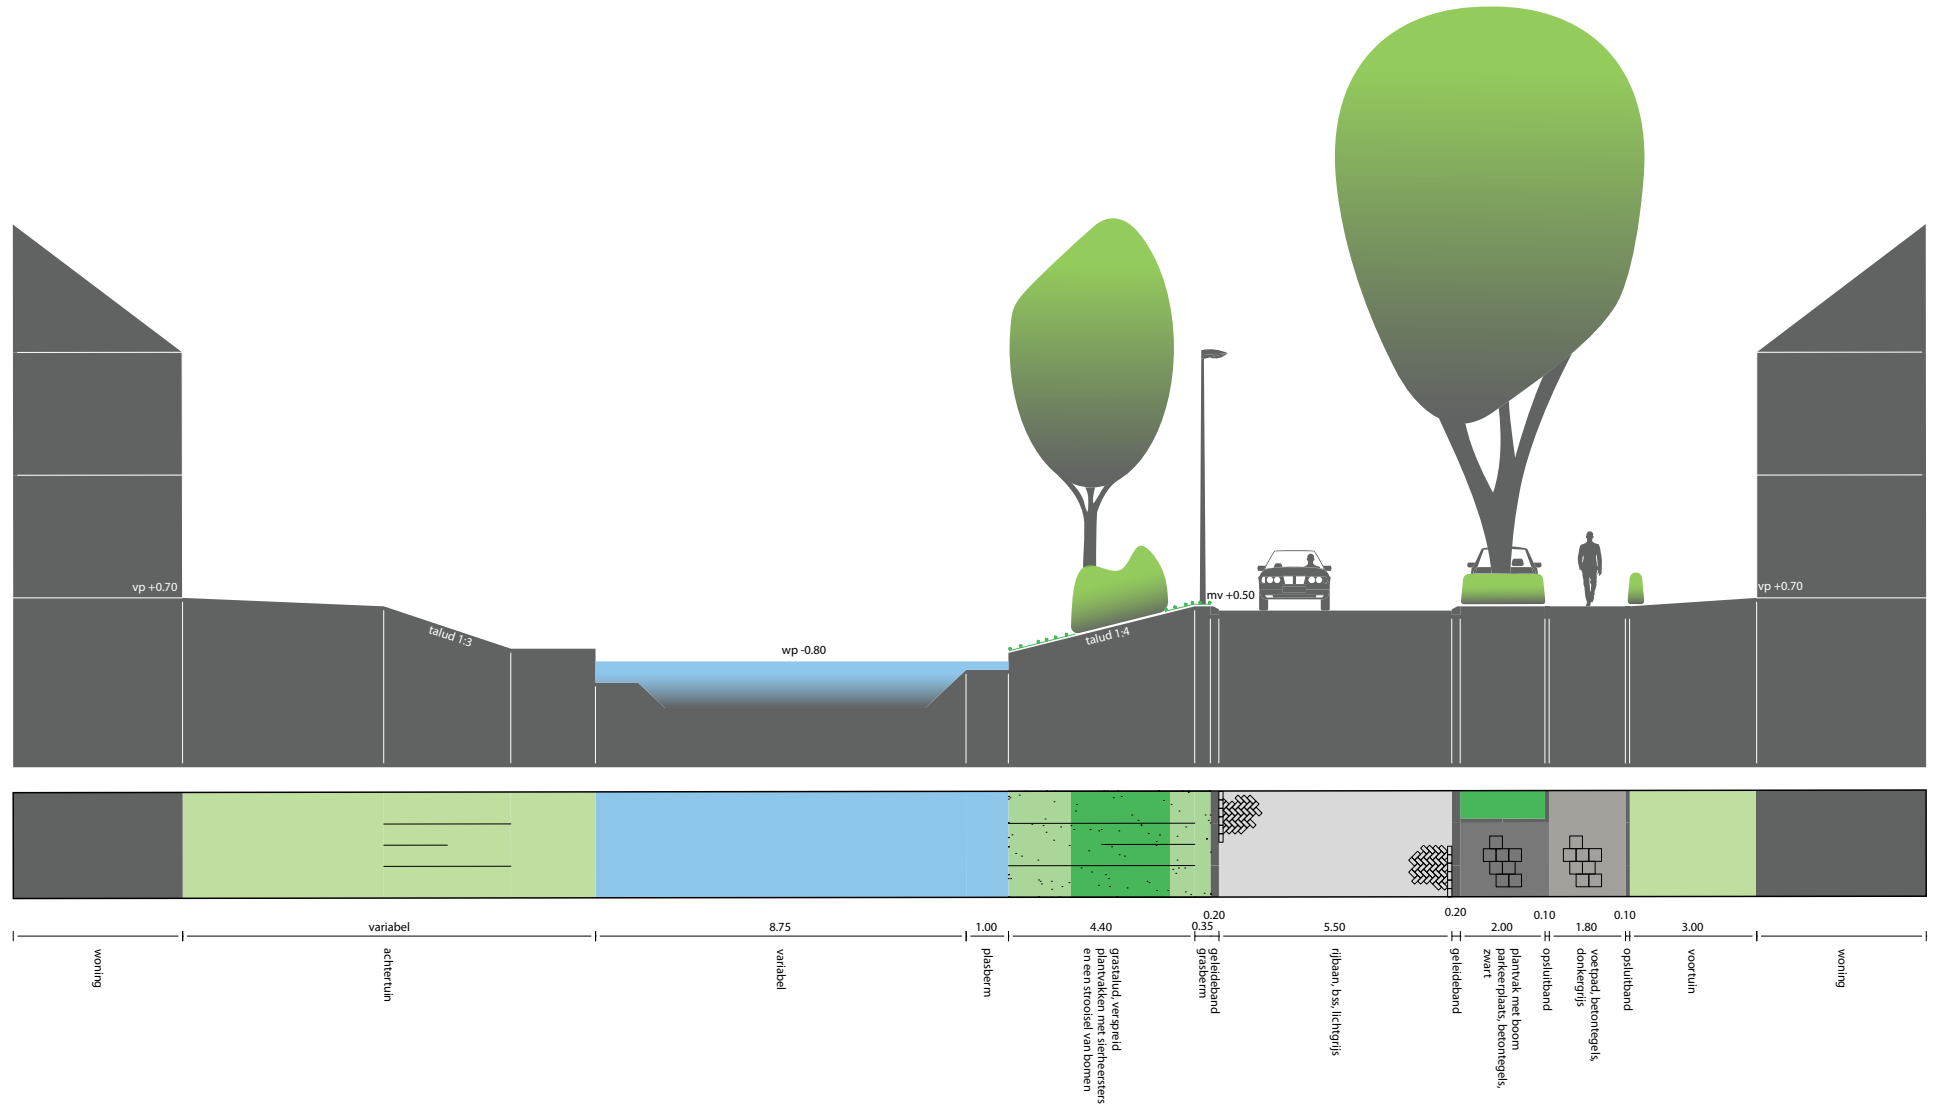 vp +0.70
talud 1:3
wp -0.80
talud 1:4
mv +0.50
vp +0.70
variabel
8.75
1.00
4.40
0.35
0.20
5.50
0.20
2.00
0.10
1.80
0.10
3.00
woning
achtertuin
variabel
plasberm
grastalud, verspreid
plantvakken met sierheersters
en een strooisel van bomen
grasberm
geleideband
rijbaan, bss, lichtgrijs
geleideband
plantvak met boom
parkeerplaats, betontegels,
zwart
opsluitband
voetpad, betontegels,
donkergrijs
opsluitband
voortuin
woning